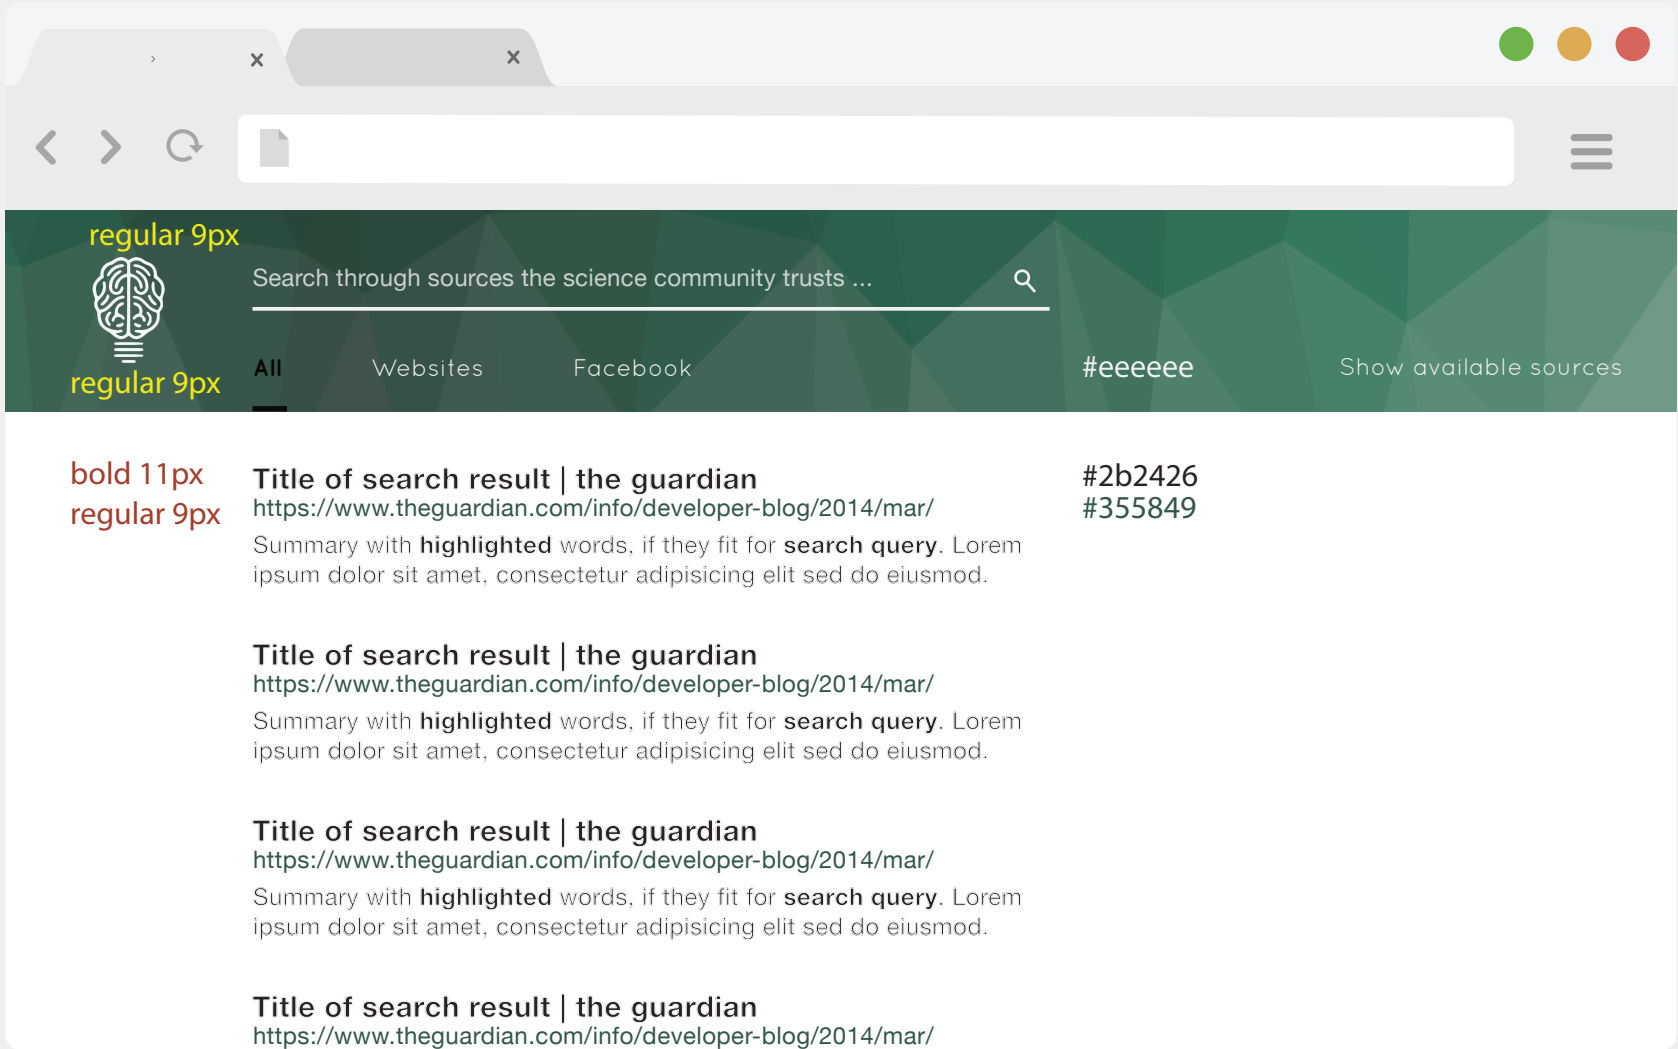 regular 9px
Search through sources the science community trusts ...
All Websites Facebook #eeeeee Show available sources
regular 9px
bold 11px
regular 9px
Title of search result | the guardian
https://www.theguardian.com/info/developer-blog/2014/mar/
Summary with highlighted words, if they fit for search query. Lorem
ipsum dolor sit amet, consectetur adipisicing elit sed do eiusmod.
#2b2426
#355849
Title of search result | the guardian
https://www.theguardian.com/info/developer-blog/2014/mar/
Summary with highlighted words, if they fit for search query. Lorem
ipsum dolor sit amet, consectetur adipisicing elit sed do eiusmod.
Title of search result | the guardian
https://www.theguardian.com/info/developer-blog/2014/mar/
Summary with highlighted words, if they fit for search query. Lorem
ipsum dolor sit amet, consectetur adipisicing elit sed do eiusmod.
Title of search result | the guardian
https://www.theguardian.com/info/developer-blog/2014/mar/